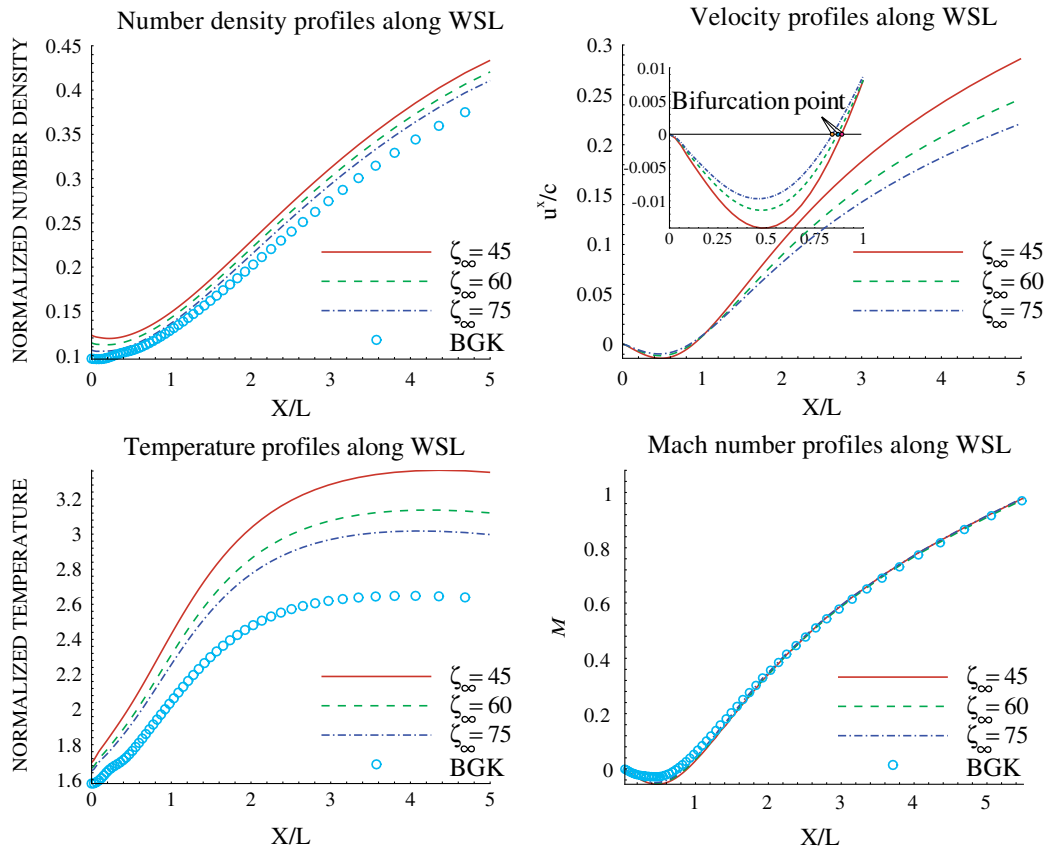 Number density profiles along WSL
NORMALIZED NUMBER DENSITY
0.45
0.4
0.35
0.3
0.25
0.2
0.15
0.1
0 1 2 3 4 5
X/L
ζ∞= 45
ζ∞= 60
ζ∞= 75
BGK
Velocity profiles along WSL
uˣ/c
0.3
0.25
0.2
0.15
0.1
0.05
0
0 1 2 3 4 5
X/L
0.01
0.005
0
-0.005
-0.01
0 0.25 0.5 0.75 1
Bifurcation point
ζ∞= 45
ζ∞= 60
ζ∞= 75
Temperature profiles along WSL
NORMALIZED TEMPERATURE
3.2
3
2.8
2.6
2.4
2.2
2
1.8
1.6
0 1 2 3 4 5
X/L
ζ∞= 45
ζ∞= 60
ζ∞= 75
BGK
Mach number profiles along WSL
M
1
0.8
0.6
0.4
0.2
0
0 1 2 3 4 5
X/L
ζ∞= 45
ζ∞= 60
ζ∞= 75
BGK